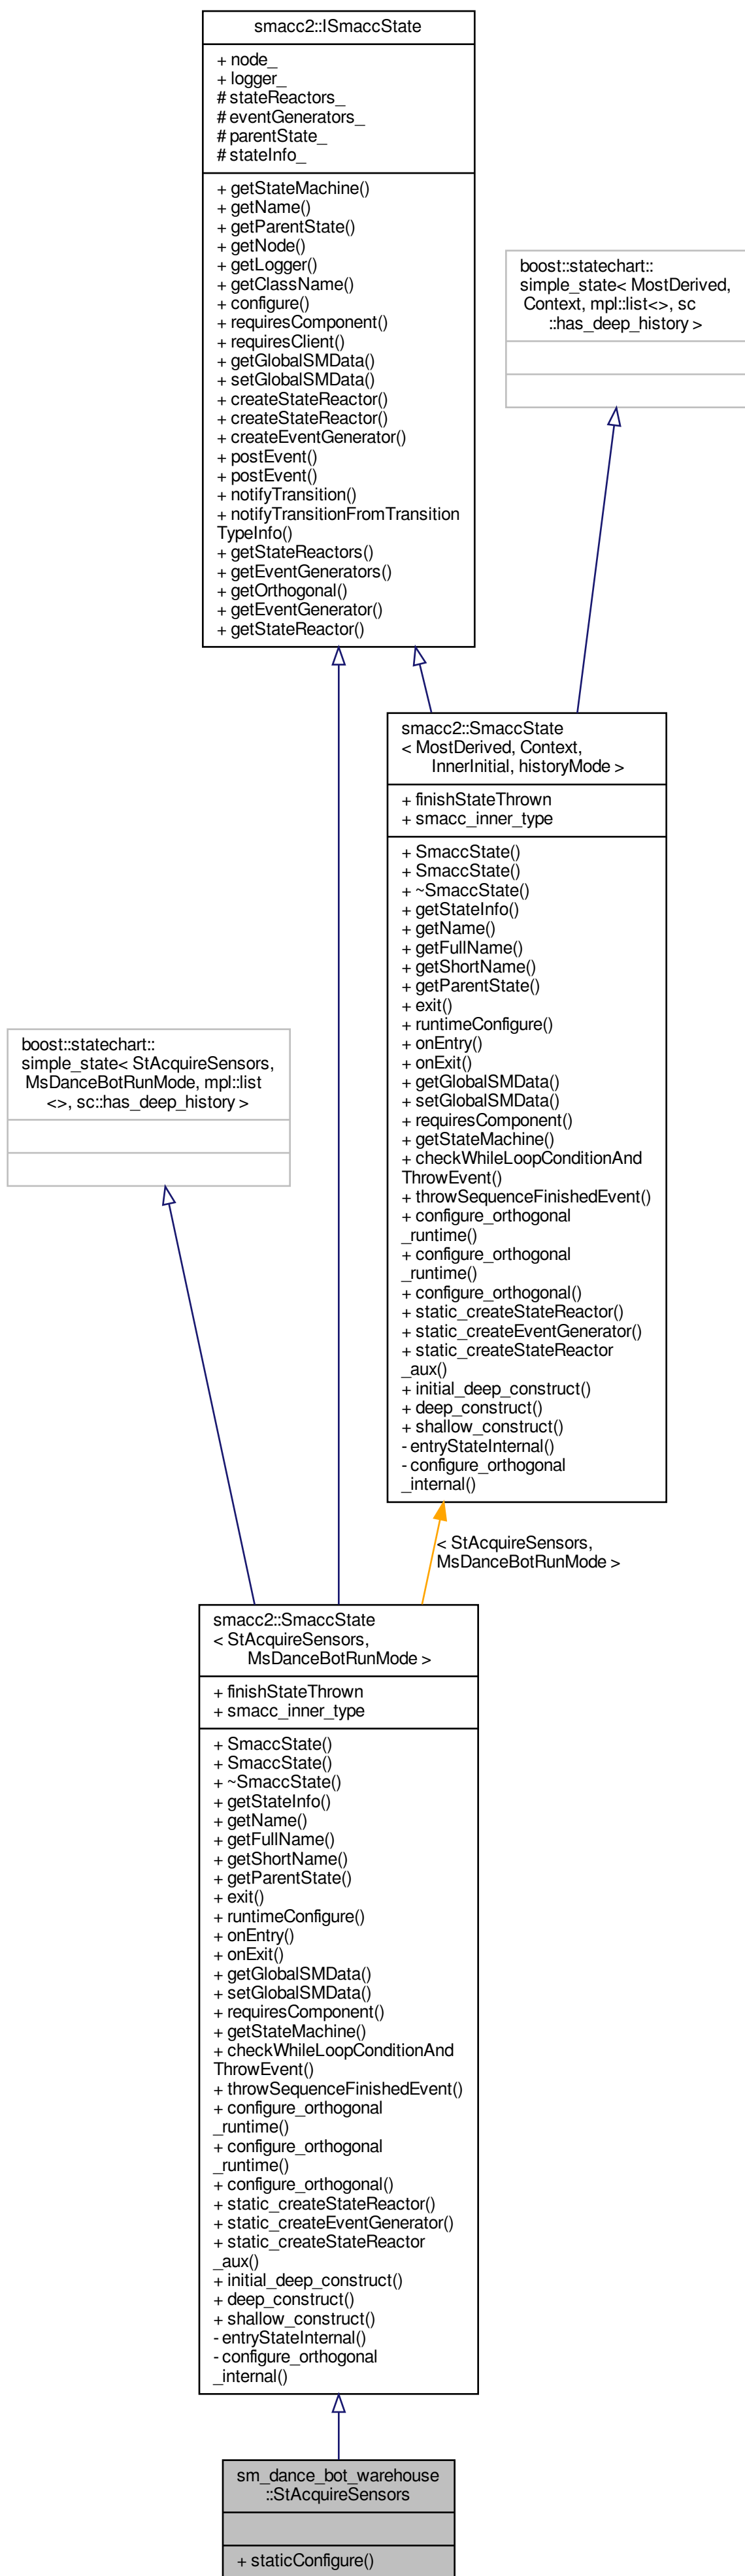 smacc2::ISmaccState
+ node_
+ logger_
# stateReactors_
# eventGenerators_
# parentState_
# stateInfo_
+ getStateMachine()
+ getName()
+ getParentState()
+ getNode()
+ getLogger()
+ getClassName()
+ configure()
+ requiresComponent()
+ requiresClient()
+ getGlobalSMData()
+ setGlobalSMData()
+ createStateReactor()
+ createStateReactor()
+ createEventGenerator()
+ postEvent()
+ postEvent()
+ notifyTransition()
+ notifyTransitionFromTransition
TypeInfo()
+ getStateReactors()
+ getEventGenerators()
+ getOrthogonal()
+ getEventGenerator()
+ getStateReactor()
boost::statechart::
simple_state< MostDerived,
Context, mpl::list<>, sc
::has_deep_history >
smacc2::SmaccState
< MostDerived, Context,
InnerInitial, historyMode >
+ finishStateThrown
+ smacc_inner_type
+ SmaccState()
+ SmaccState()
+ ~SmaccState()
+ getStateInfo()
+ getName()
+ getFullName()
+ getShortName()
+ getParentState()
+ exit()
+ runtimeConfigure()
+ onEntry()
+ onExit()
+ getGlobalSMData()
+ setGlobalSMData()
+ requiresComponent()
+ getStateMachine()
+ checkWhileLoopConditionAnd
ThrowEvent()
+ throwSequenceFinishedEvent()
+ configure_orthogonal
_runtime()
+ configure_orthogonal
_runtime()
+ configure_orthogonal()
+ static_createStateReactor()
+ static_createEventGenerator()
+ static_createStateReactor
_aux()
+ initial_deep_construct()
+ deep_construct()
+ shallow_construct()
- entryStateInternal()
- configure_orthogonal
_internal()
boost::statechart::
simple_state< StAcquireSensors,
MsDanceBotRunMode, mpl::list
<>, sc::has_deep_history >
< StAcquireSensors,
MsDanceBotRunMode >
smacc2::SmaccState
< StAcquireSensors,
MsDanceBotRunMode >
+ finishStateThrown
+ smacc_inner_type
+ SmaccState()
+ SmaccState()
+ ~SmaccState()
+ getStateInfo()
+ getName()
+ getFullName()
+ getShortName()
+ getParentState()
+ exit()
+ runtimeConfigure()
+ onEntry()
+ onExit()
+ getGlobalSMData()
+ setGlobalSMData()
+ requiresComponent()
+ getStateMachine()
+ checkWhileLoopConditionAnd
ThrowEvent()
+ throwSequenceFinishedEvent()
+ configure_orthogonal
_runtime()
+ configure_orthogonal
_runtime()
+ configure_orthogonal()
+ static_createStateReactor()
+ static_createEventGenerator()
+ static_createStateReactor
_aux()
+ initial_deep_construct()
+ deep_construct()
+ shallow_construct()
- entryStateInternal()
- configure_orthogonal
_internal()
sm_dance_bot_warehouse
::StAcquireSensors
+ staticConfigure()